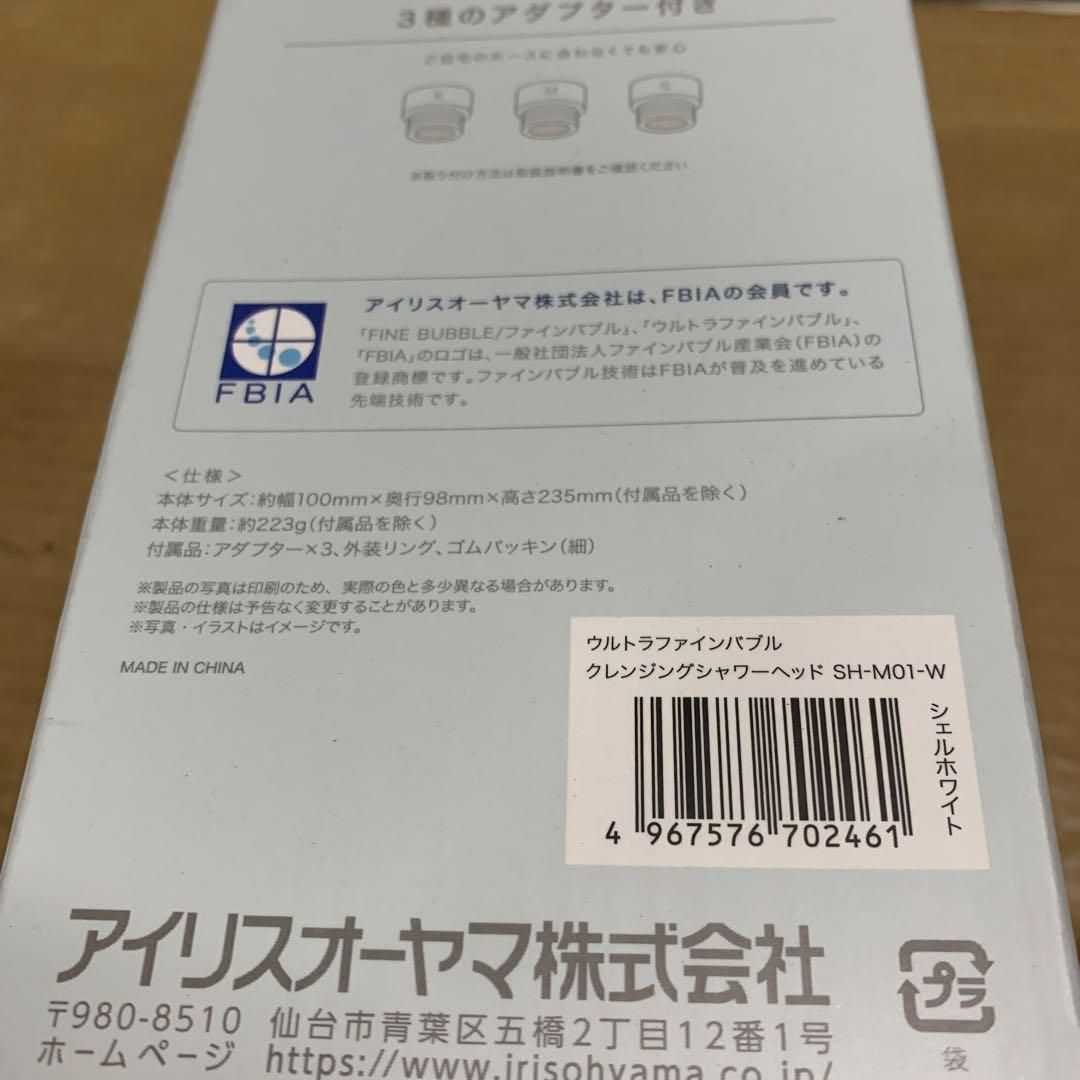 3種のアダプター付き
ご自宅のホースに合わなくても安心
K
M
G
※取り付け方法は取扱説明書をご確認ください
アイリスオーヤマ株式会社は、FBIAの会員です。
「FINE BUBBLE/ファインバブル」、「ウルトラファインバブル」、
「FBIA」のロゴは、一般社団法人ファインバブル産業会(FBIA)の
登録商標です。ファインバブル技術はFBIAが普及を進めている
先端技術です。
FBIA
＜仕様＞
本体サイズ:約幅100mm×奥行98mm×高さ235mm(付属品を除く)
本体重量:約223g(付属品を除く)
付属品:アダプター×3、外装リング、ゴムパッキン(細)
※製品の写真は印刷のため、実際の色と多少異なる場合があります。
※製品の仕様は予告なく変更することがあります。
※写真・イラストはイメージです。
MADE IN CHINA
ウルトラファインバブル
クレンジングシャワーヘッド SH-M01-W
シェルホワイト
4 967576 702461
アイリスオーヤマ株式会社
〒980-8510 仙台市青葉区五橋2丁目12番1号
ホームページ https://www.irisohyama.co.jp/
プラ
袋